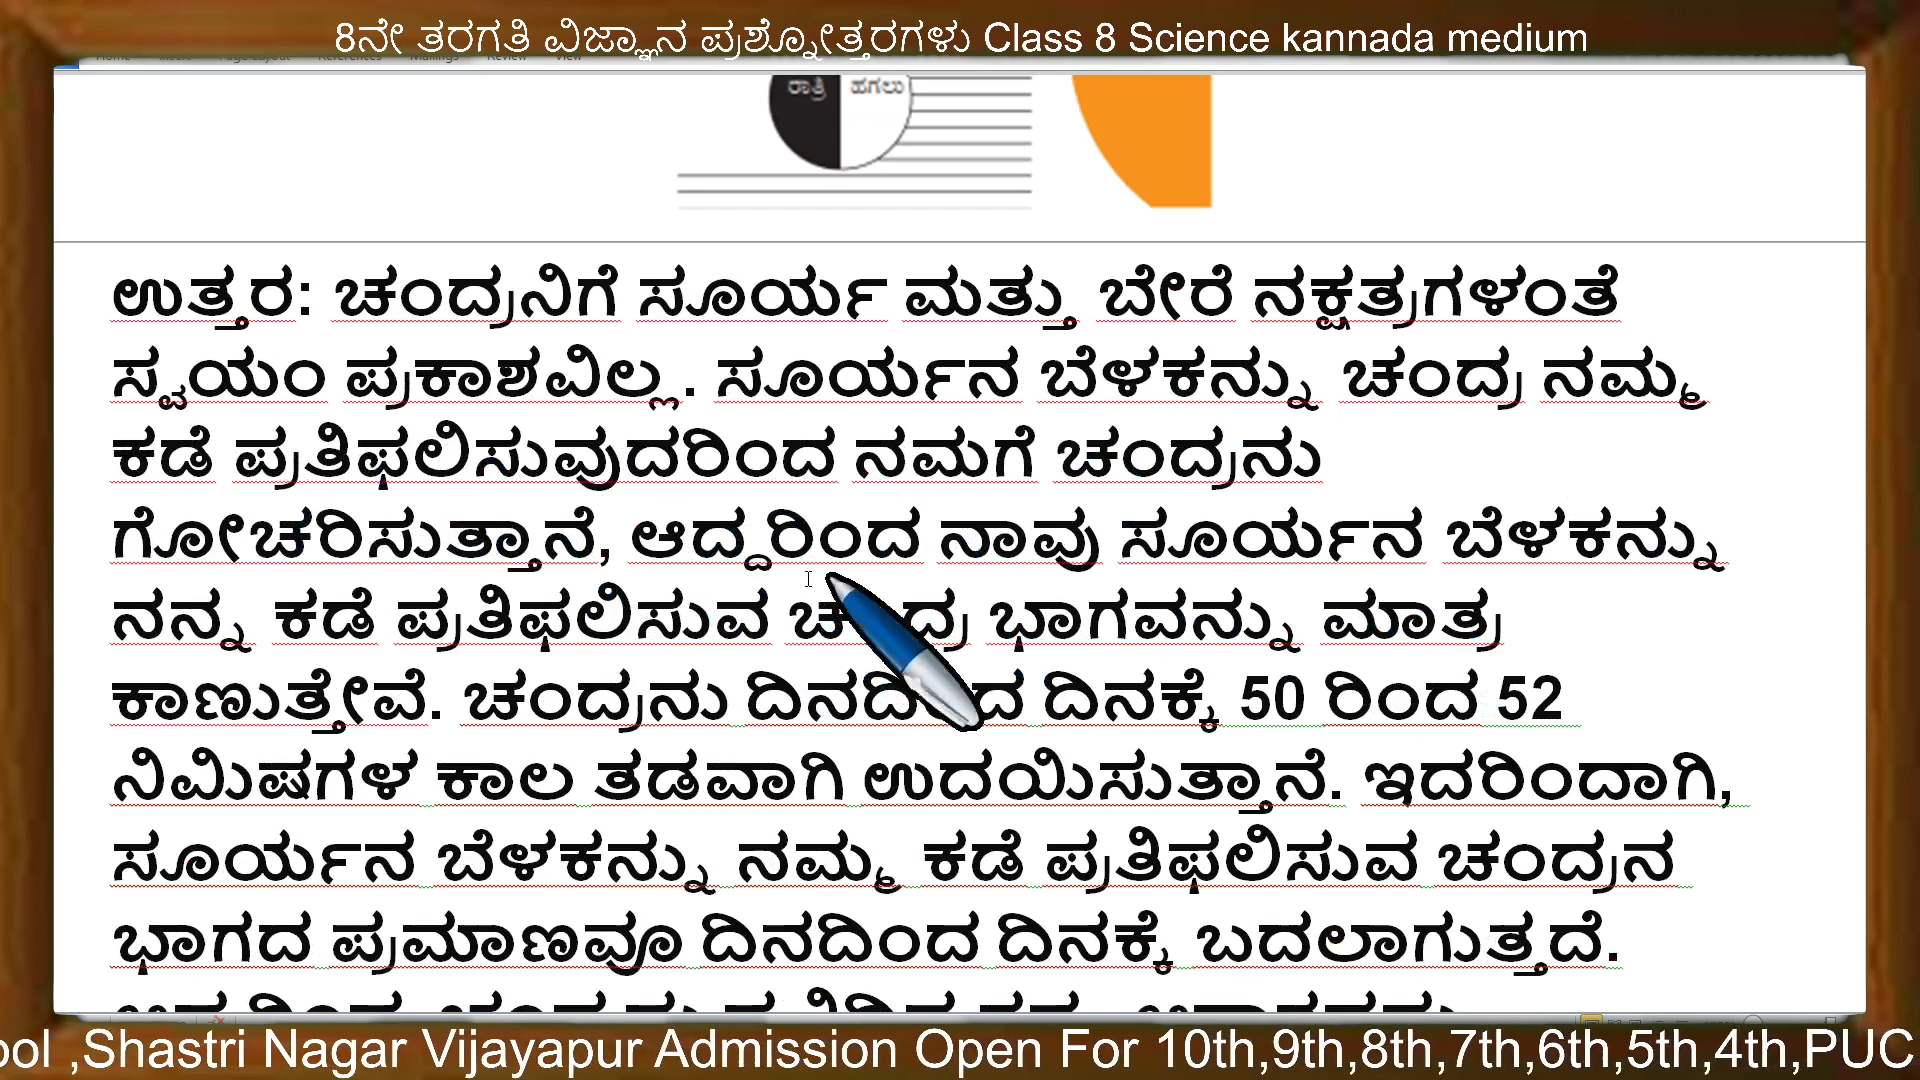 8ನೇ ತರಗತಿ ವಿಜ್ಞಾನ ಪ್ರಶ್ನೋತ್ತರಗಳು Class 8 Science kannada medium
ರಾತ್ರಿ ಹಗಲು
ಉತ್ತರ: ಚಂದ್ರನಿಗೆ ಸೂರ್ಯ ಮತ್ತು ಬೇರೆ ನಕ್ಷತ್ರಗಳಂತೆ
ಸ್ವಯಂ ಪ್ರಕಾಶವಿಲ್ಲ. ಸೂರ್ಯನ ಬೆಳಕನ್ನು ಚಂದ್ರ ನಮ್ಮ
ಕಡೆ ಪ್ರತಿಫಲಿಸುವುದರಿಂದ ನಮಗೆ ಚಂದ್ರನು
ಗೋಚರಿಸುತ್ತಾನೆ, ಆದ್ದರಿಂದ ನಾವು ಸೂರ್ಯನ ಬೆಳಕನ್ನು
ನನ್ನ ಕಡೆ ಪ್ರತಿಫಲಿಸುವ ಚಂದ್ರ ಭಾಗವನ್ನು ಮಾತ್ರ
ಕಾಣುತ್ತೇವೆ. ಚಂದ್ರನು ದಿನದಿಂದ ದಿನಕ್ಕೆ 50 ರಿಂದ 52
ನಿಮಿಷಗಳ ಕಾಲ ತಡವಾಗಿ ಉದಯಿಸುತ್ತಾನೆ. ಇದರಿಂದಾಗಿ,
ಸೂರ್ಯನ ಬೆಳಕನ್ನು ನಮ್ಮ ಕಡೆ ಪ್ರತಿಫಲಿಸುವ ಚಂದ್ರನ
ಭಾಗದ ಪ್ರಮಾಣವೂ ದಿನದಿಂದ ದಿನಕ್ಕೆ ಬದಲಾಗುತ್ತದೆ.
,Shastri Nagar Vijayapur Admission Open For 10th,9th,8th,7th,6th,5th,4th,PUC